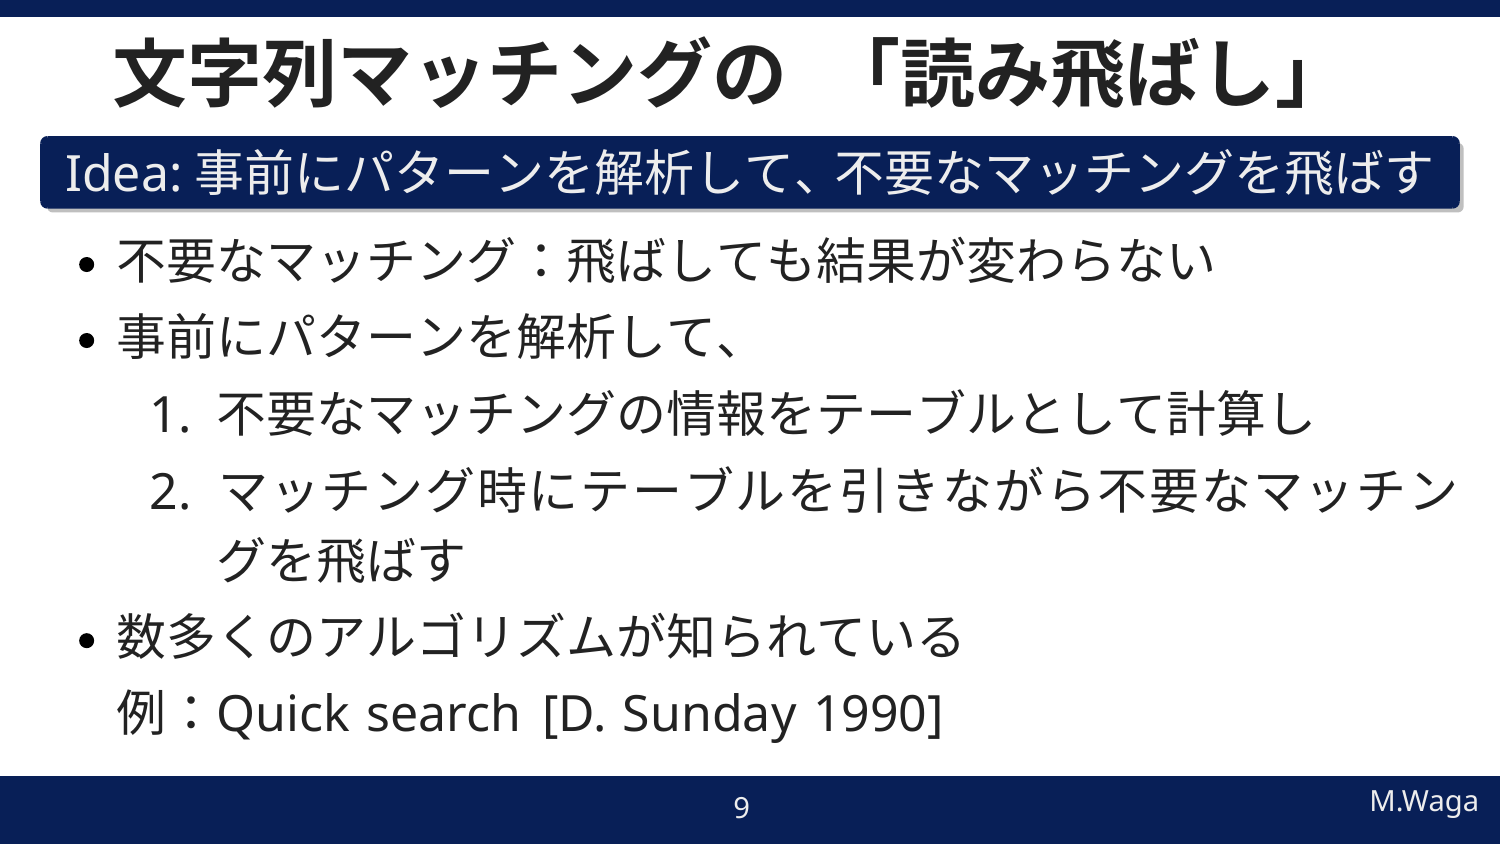 文字列マッチングの 「読み飛ばし」
Idea: 事前にパターンを解析して、不要なマッチングを飛ばす
• 不要なマッチング：飛ばしても結果が変わらない
• 事前にパターンを解析して、
1. 不要なマッチングの情報をテーブルとして計算し
2. マッチング時にテーブルを引きながら不要なマッチン
グを飛ばす
• 数多くのアルゴリズムが知られている
例：Quick search [D. Sunday 1990]
9
M.Waga